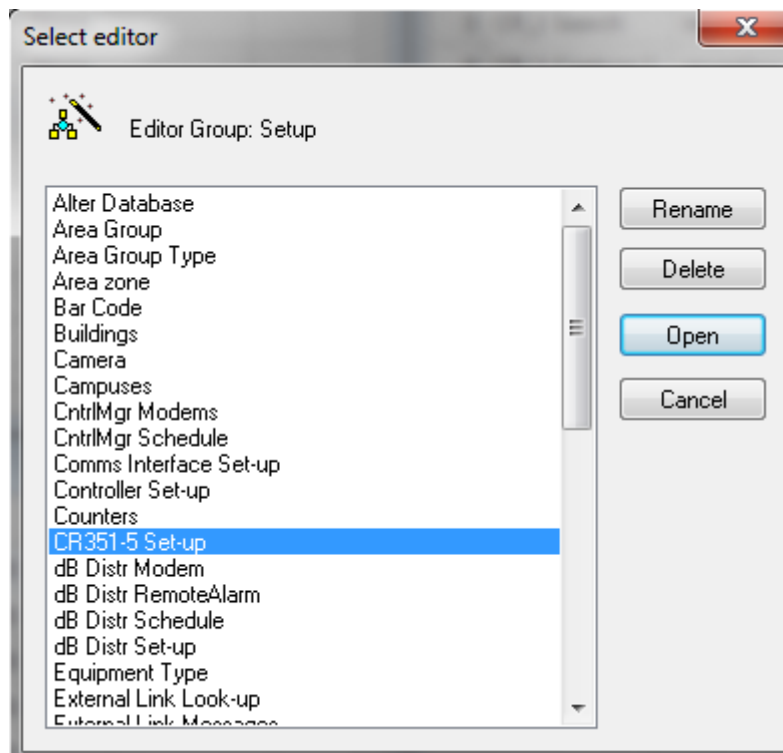 Select editor
Editor Group: Setup
Alter Database
Area Group
Area Group Type
Area zone
Bar Code
Buildings
Camera
Campuses
CntrlMgr Modems
CntrlMgr Schedule
Comms Interface Set-up
Controller Set-up
Counters
CR351-5 Set-up
dB Distr Modem
dB Distr RemoteAlarm
dB Distr Schedule
dB Distr Set-up
Equipment Type
External Link Look-up
External Link Messages
Rename
Delete
Open
Cancel